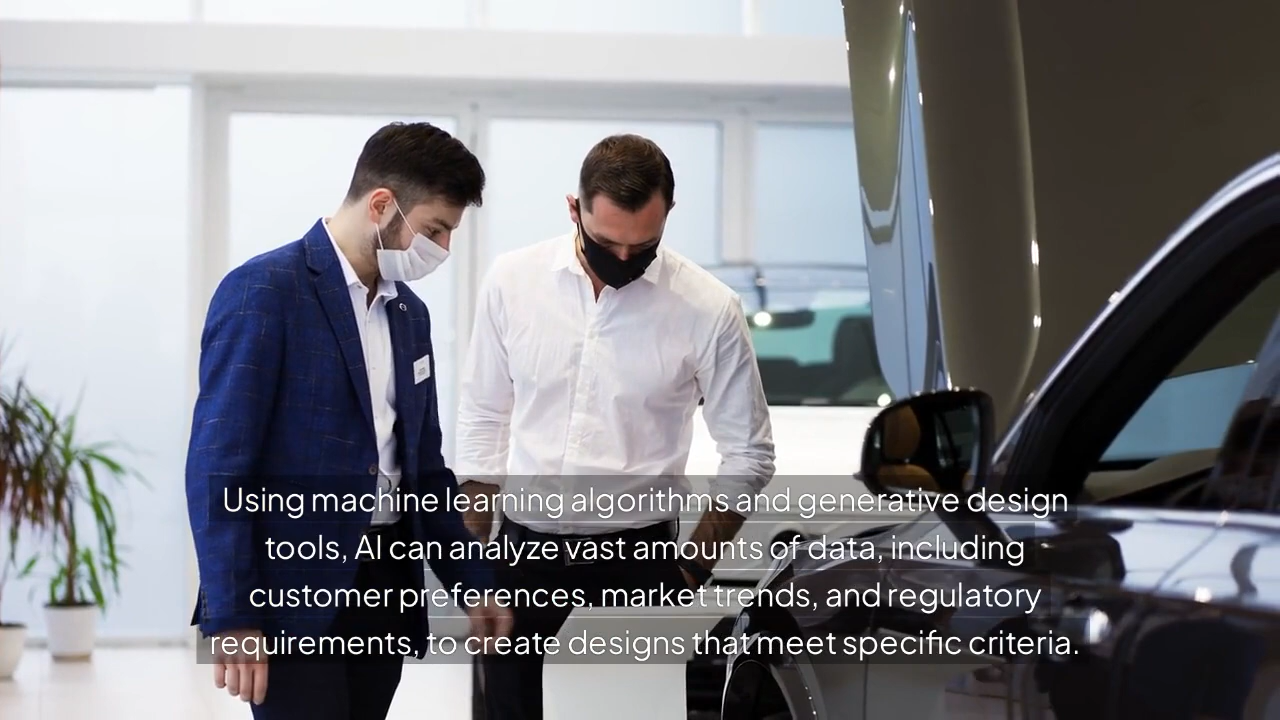 Using machine learning algorithms and generative design
tools, AI can analyze vast amounts of data, including
customer preferences, market trends, and regulatory
requirements, to create designs that meet specific criteria.